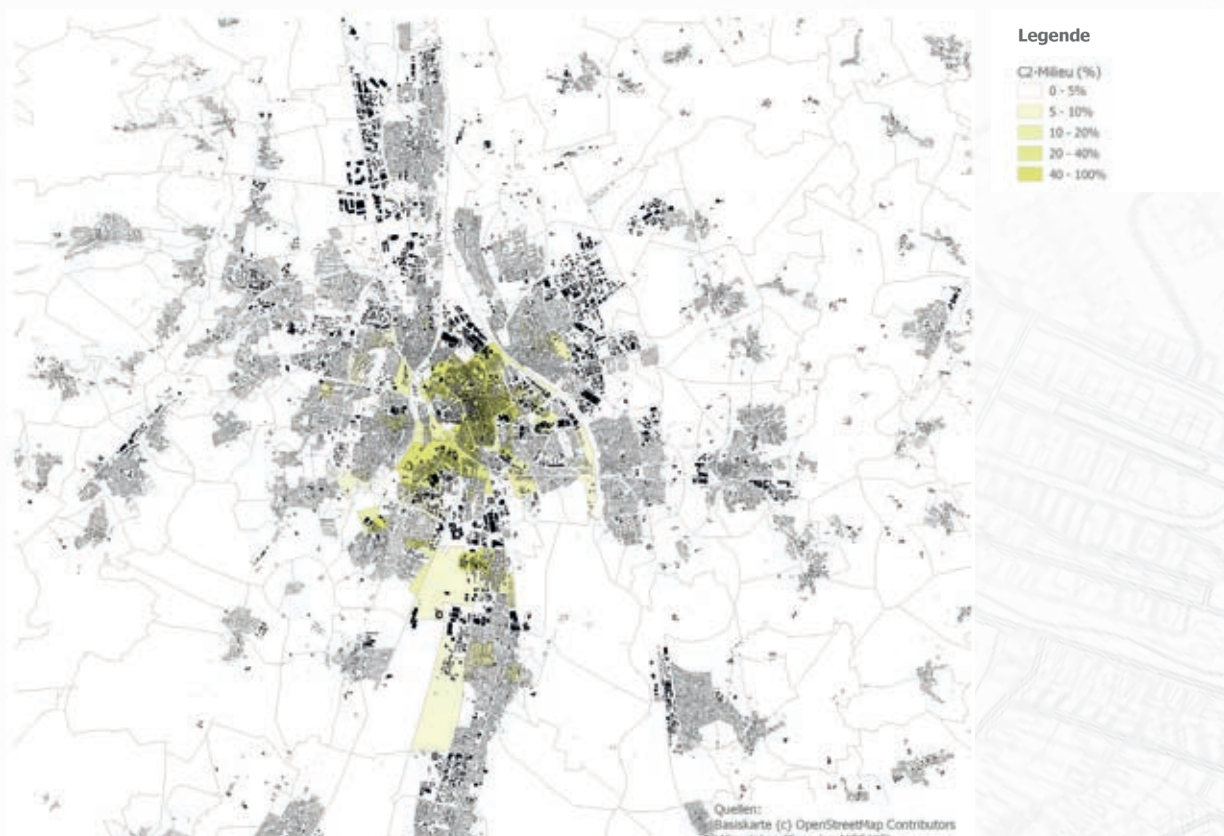 Legende
C2-Milieu (%)
0 - 5%
5 - 10%
10 - 20%
20 - 40%
40 - 100%
Quellen:
Basiskarte (c) OpenStreetMap Contributors